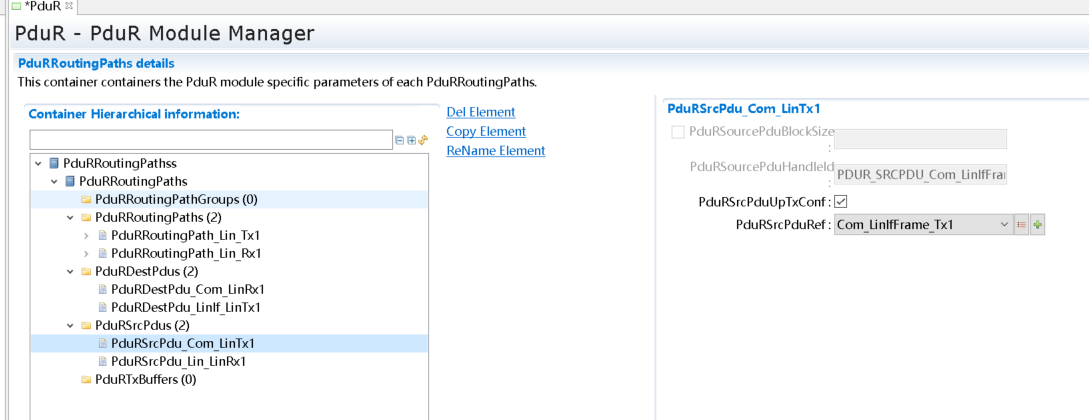 *PduR
PduR - PduR Module Manager
PduRRoutingPaths details
This container containers the PduR module specific parameters of each PduRRoutingPaths.
Container Hierarchical information:
Del Element
Copy Element
ReName Element
PduRRoutingPathss
PduRRoutingPaths
PduRRoutingPathGroups (0)
PduRRoutingPaths (2)
PduRRoutingPath_Lin_Tx1
PduRRoutingPath_Lin_Rx1
PduRDestPdus (2)
PduRDestPdu_Com_LinRx1
PduRDestPdu_LinIf_LinTx1
PduRSrcPdus (2)
PduRSrcPdu_Com_LinTx1
PduRSrcPdu_Lin_LinRx1
PduRTxBuffers (0)
PduRSrcPdu_Com_LinTx1
PduRSourcePduBlockSize :
PduRSourcePduHandleId : PDUR_SRCPDU_Com_LinIfFra
PduRSrcPduUpTxConf :
PduRSrcPduRef : Com_LinIfFrame_Tx1